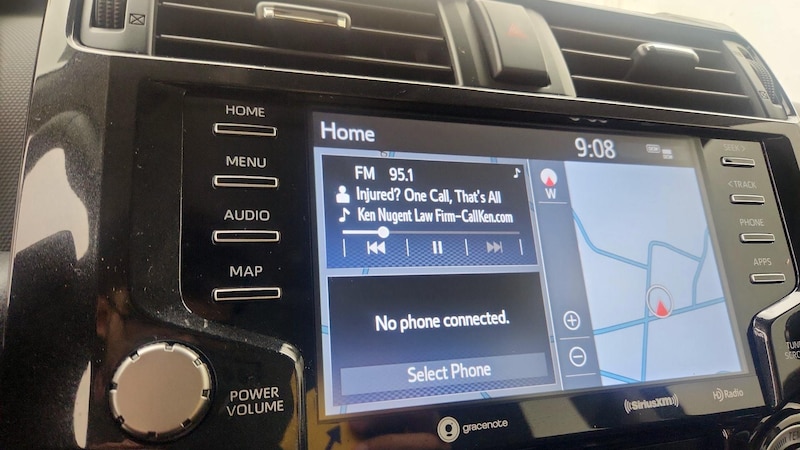 HOME
MENU
AUDIO
MAP
POWER
VOLUME
Home
9:08
FM 95.1
Injured? One Call, That's All
Ken Nugent Law Firm-CallKen.com
No phone connected.
Select Phone
W
SEEK >
< TRACK
PHONE
APPS
gracenote
SiriusXM
HD Radio